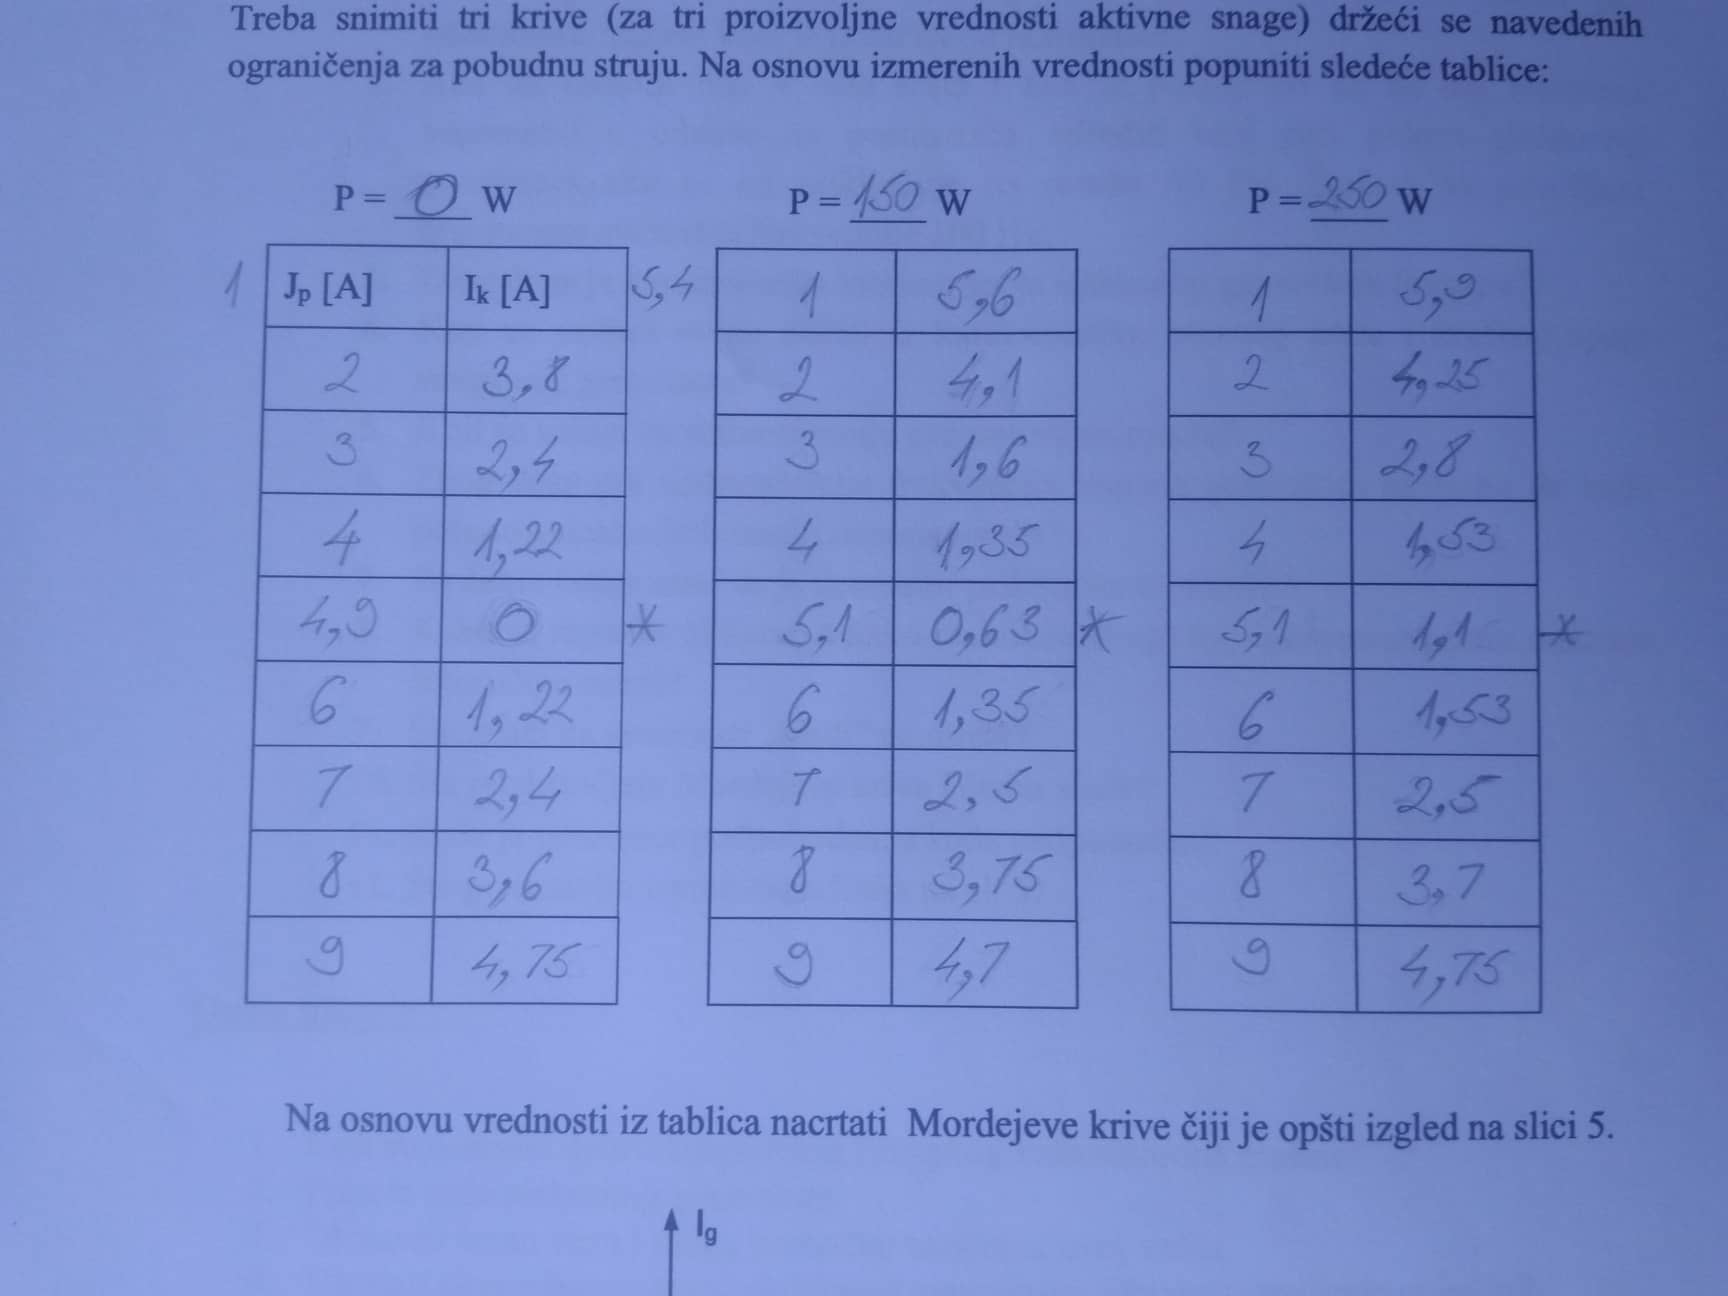 Treba snimiti tri krive (za tri proizvoljne vrednosti aktivne snage) držeći se navedenih
ograničenja za pobudnu struju. Na osnovu izmerenih vrednosti popuniti sledeće tablice:
P = 0 W
1 Jp [A] Ik [A] 5,4
2 3,8
3 2,4
4 1,22
4,9 0 *
6 1,22
7 2,4
8 3,6
9 4,75
P = 150 W
1 5,6
2 4,1
3 1,6
4 1,35
5,1 0,63 *
6 1,35
7 2,5
8 3,75
9 4,7
P = 250 W
1 5,9
2 4,25
3 2,8
4 1,53
5,1 1,1 *
6 1,53
7 2,5
8 3,7
9 4,75
Na osnovu vrednosti iz tablica nacrtati Mordejeve krive čiji je opšti izgled na slici 5.
Ig